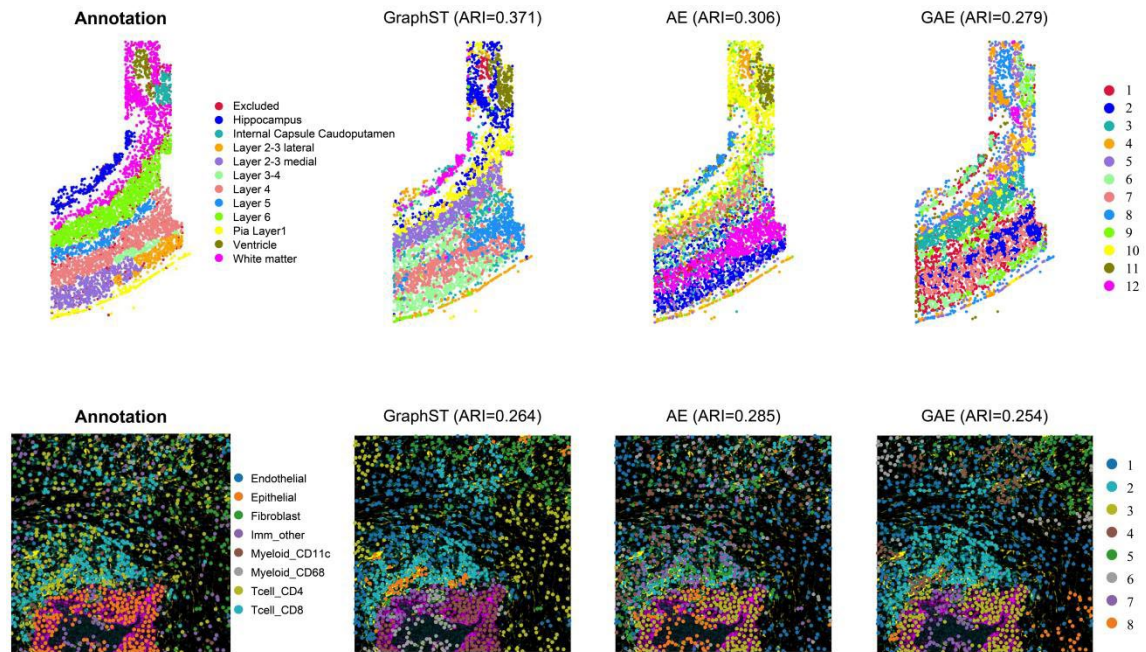 Annotation
GraphST (ARI=0.371)
AE (ARI=0.306)
GAE (ARI=0.279)
Excluded
Hippocampus
Internal Capsule Caudoputamen
Layer 2-3 lateral
Layer 2-3 medial
Layer 3-4
Layer 4
Layer 5
Layer 6
Pia Layer1
Ventricle
White matter
1
2
3
4
5
6
7
8
9
10
11
12
Annotation
GraphST (ARI=0.264)
AE (ARI=0.285)
GAE (ARI=0.254)
Endothelial
Epithelial
Fibroblast
Imm_other
Myeloid_CD11c
Myeloid_CD68
Tcell_CD4
Tcell_CD8
1
2
3
4
5
6
7
8